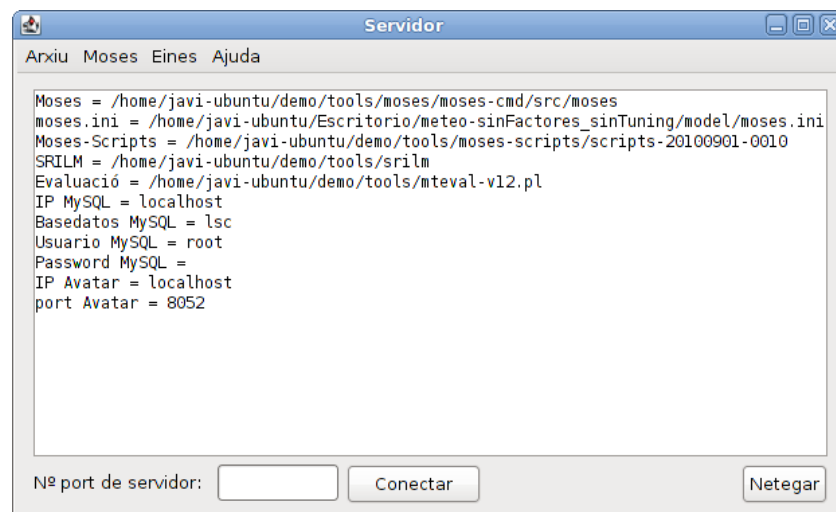 Servidor
Arxiu Moses Eines Ajuda
Moses = /home/javi-ubuntu/demo/tools/moses/moses-cmd/src/moses
moses.ini = /home/javi-ubuntu/Escritorio/meteo-sinFactores_sinTuning/model/moses.ini
Moses-Scripts = /home/javi-ubuntu/demo/tools/moses-scripts/scripts-20100901-0010
SRILM = /home/javi-ubuntu/demo/tools/srilm
Evaluació = /home/javi-ubuntu/demo/tools/mteval-v12.pl
IP MySQL = localhost
Basedatos MySQL = lsc
Usuario MySQL = root
Password MySQL =
IP Avatar = localhost
port Avatar = 8052
Nº port de servidor: Conectar Netegar